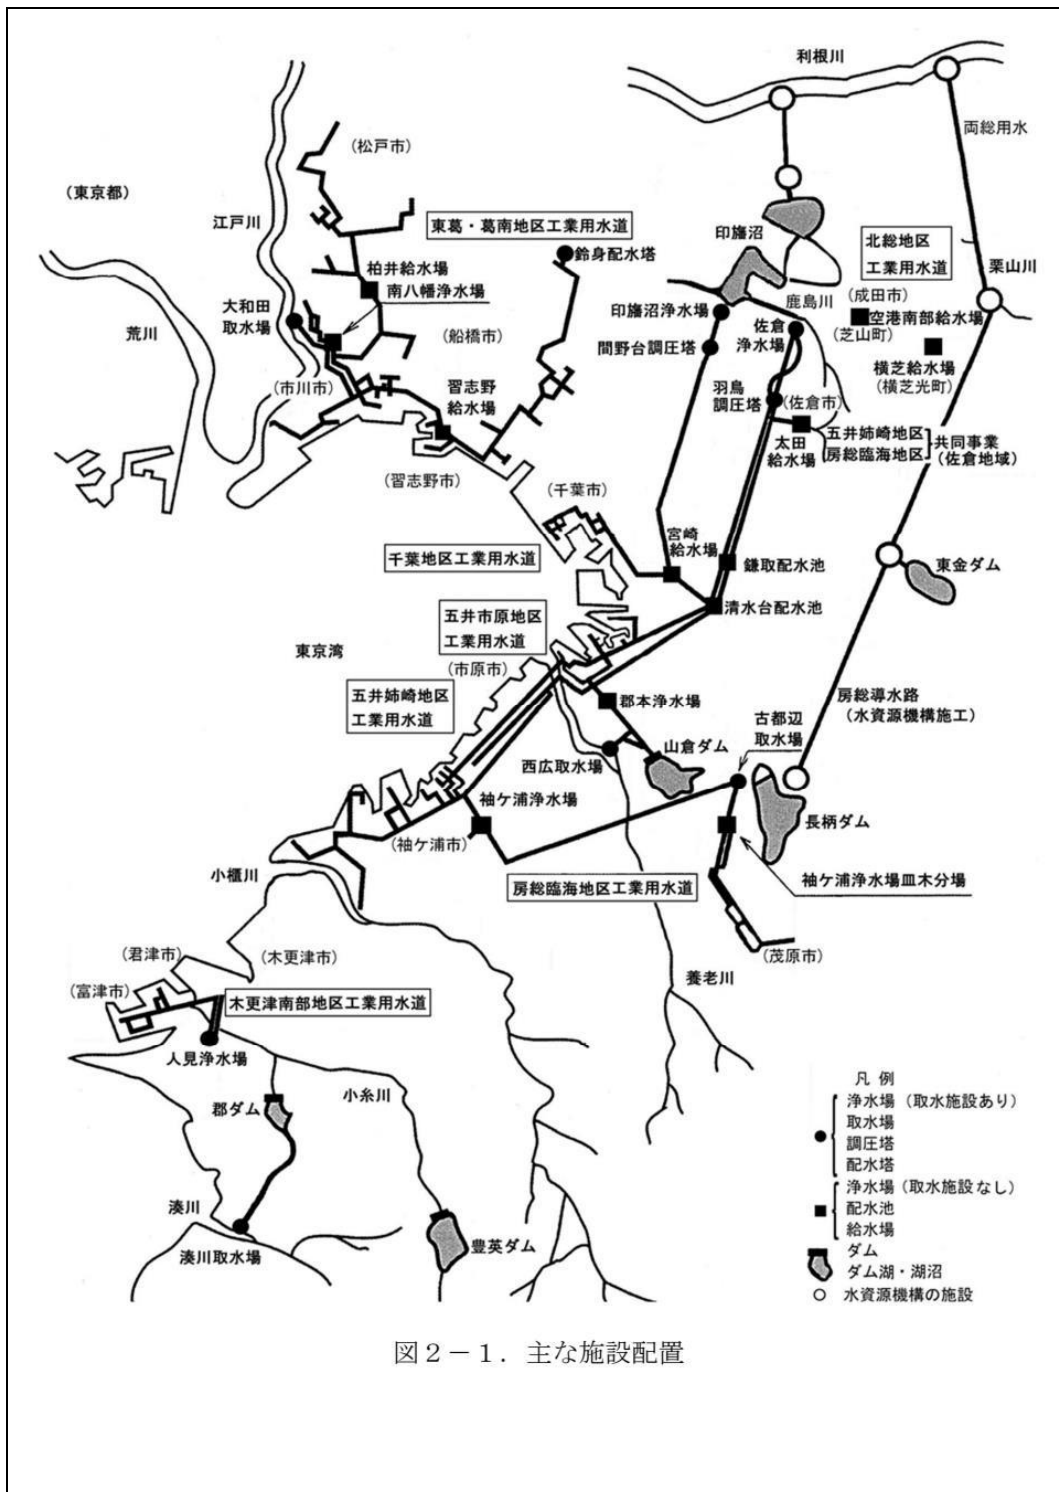 利根川
両総用水
(松戸市)
(東京都)
江戸川
東葛・葛南地区工業用水道
鈴身配水塔
印旛沼
北総地区
工業用水道
栗山川
柏井給水場
南八幡浄水場
大和田
取水場
荒川
(船橋市)
(市川市)
習志野
給水場
(習志野市)
鹿島川
(成田市)
空港南部給水場
(芝山町)
横芝給水場
(横芝光町)
印旛沼浄水場
間野台調圧塔
佐倉
浄水場
羽鳥
調圧塔
(佐倉市)
太田
給水場
五井姉崎地区
房総臨海地区
共同事業
(佐倉地域)
(千葉市)
千葉地区工業用水道
宮崎
給水場
鎌取配水池
清水台配水池
東金ダム
五井市原地区
工業用水道
東京湾
(市原市)
五井姉崎地区
工業用水道
郡本浄水場
房総導水路
(水資源機構施工)
古都辺
取水場
山倉ダム
西広取水場
袖ケ浦浄水場
(袖ケ浦市)
長柄ダム
小櫃川
房総臨海地区工業用水道
袖ケ浦浄水場皿木分場
(君津市)
(木更津市)
(富津市)
(茂原市)
養老川
木更津南部地区工業用水道
人見浄水場
郡ダム
小糸川
湊川
湊川取水場
豊英ダム
凡 例
浄水場(取水施設あり)
取水場
調圧塔
配水塔
浄水場(取水施設なし)
配水池
給水場
ダム
ダム湖・湖沼
水資源機構の施設
図2-1. 主な施設配置